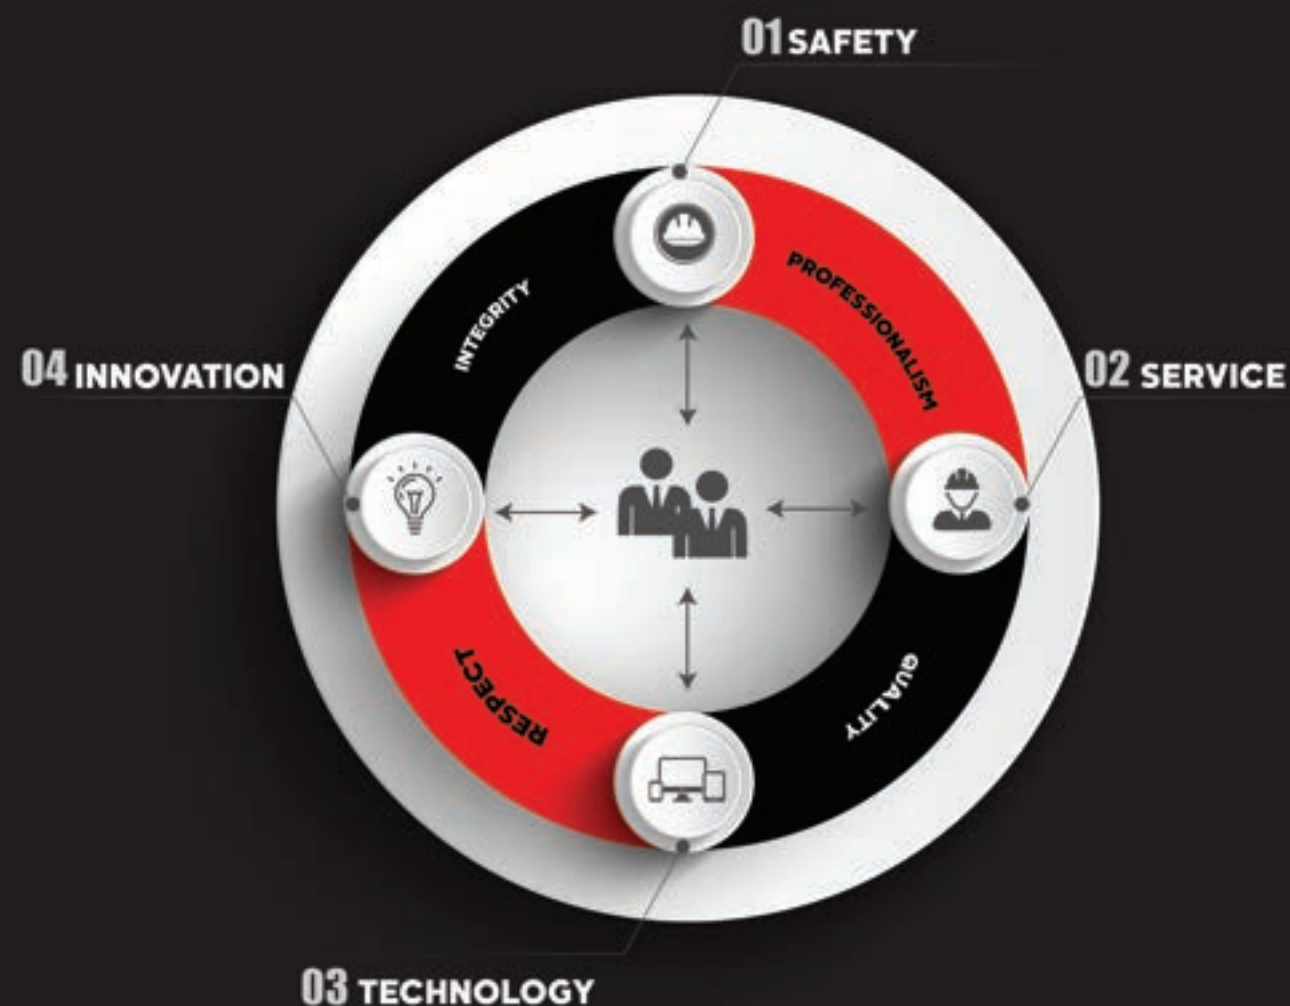 01 SAFETY
PROFESSIONALISM
INTEGRITY
04 INNOVATION
02 SERVICE
RESPECT
QUALITY
03 TECHNOLOGY